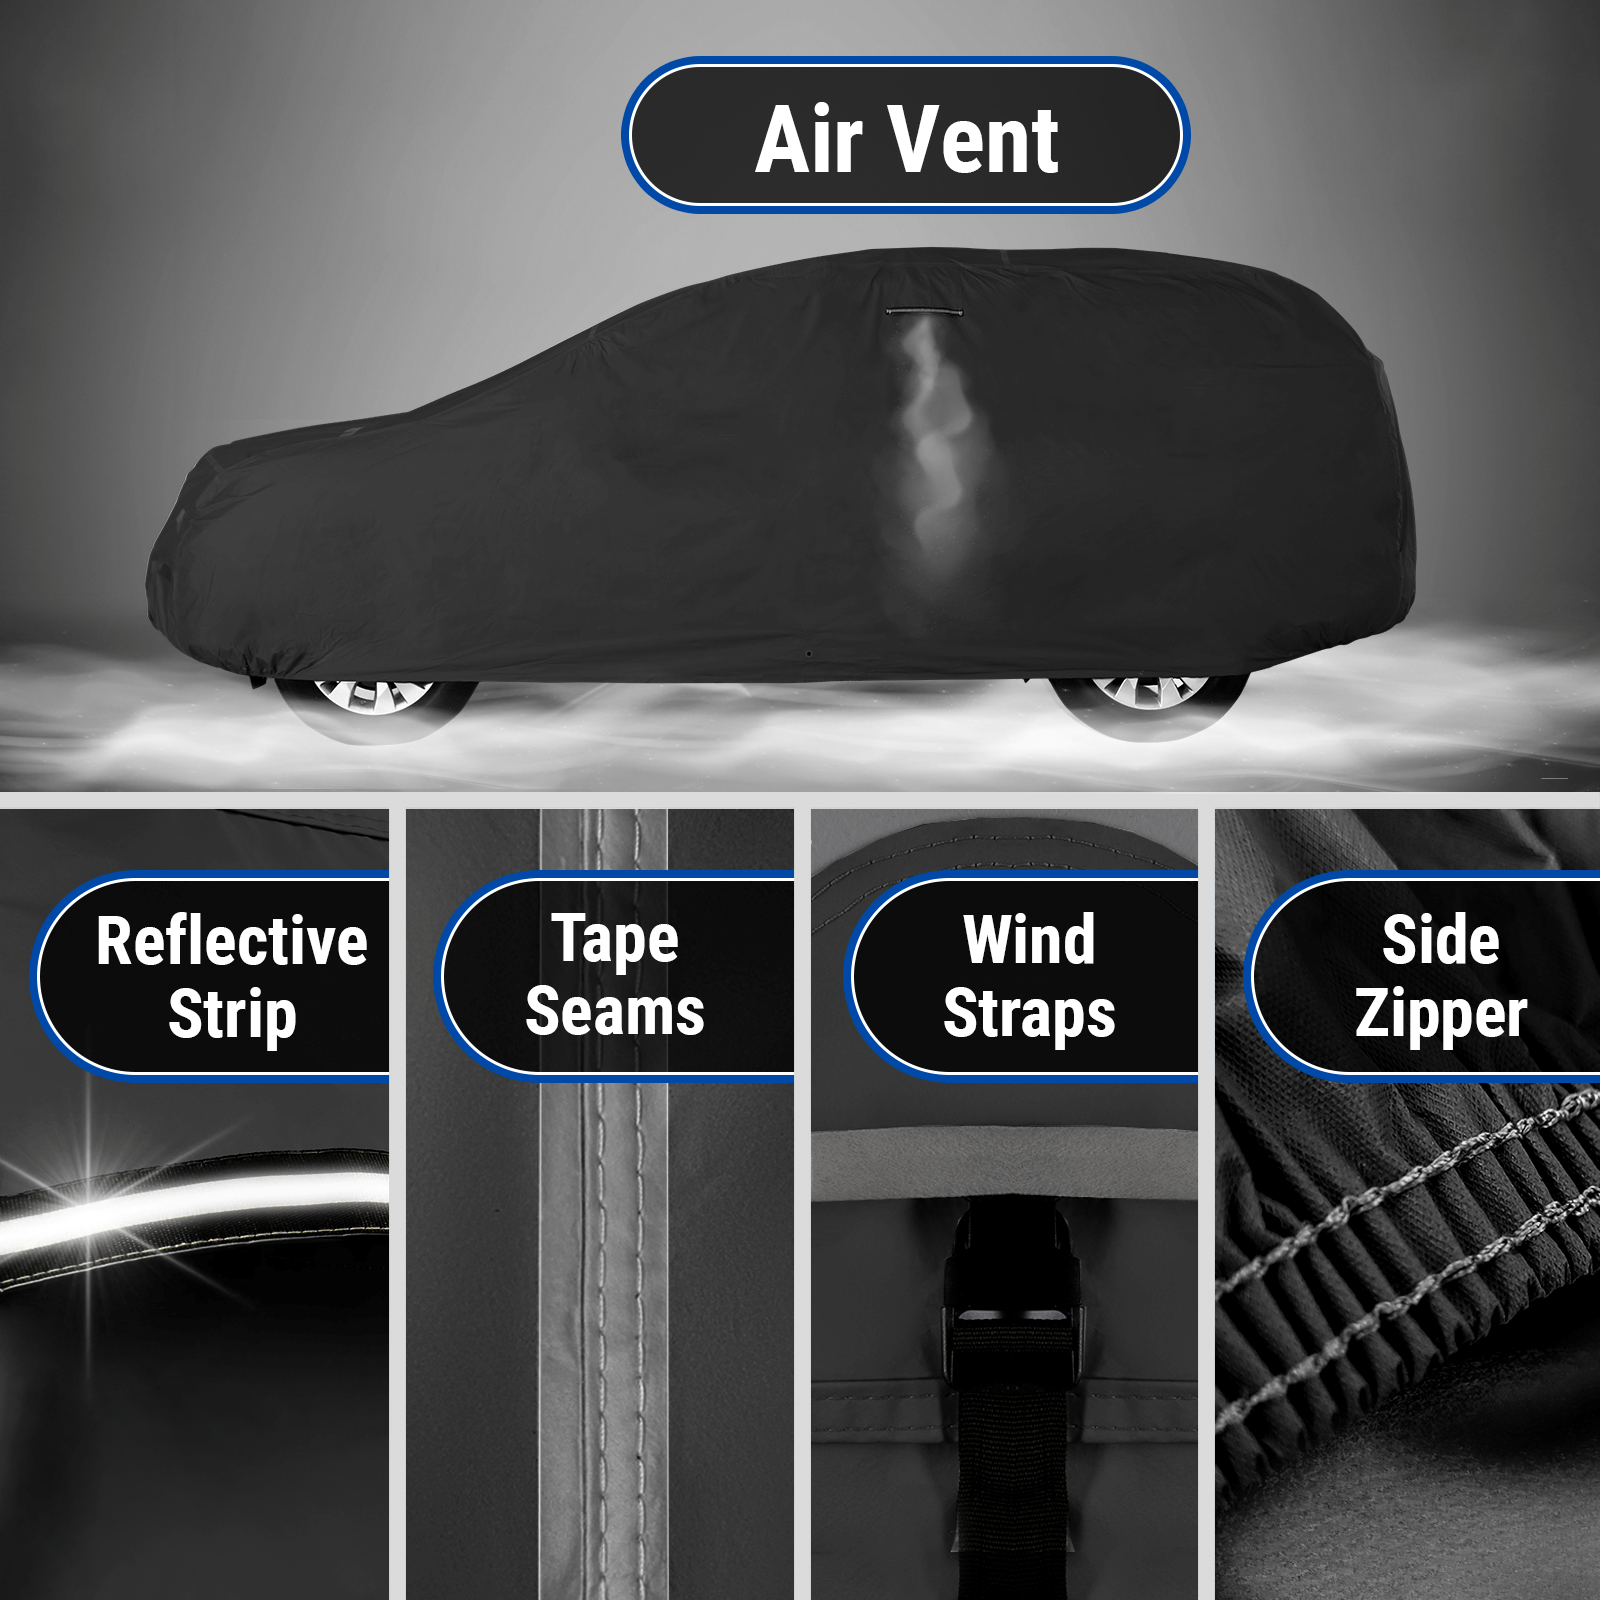 Air Vent
Reflective
Strip
Tape
Seams
Wind
Straps
Side
Zipper